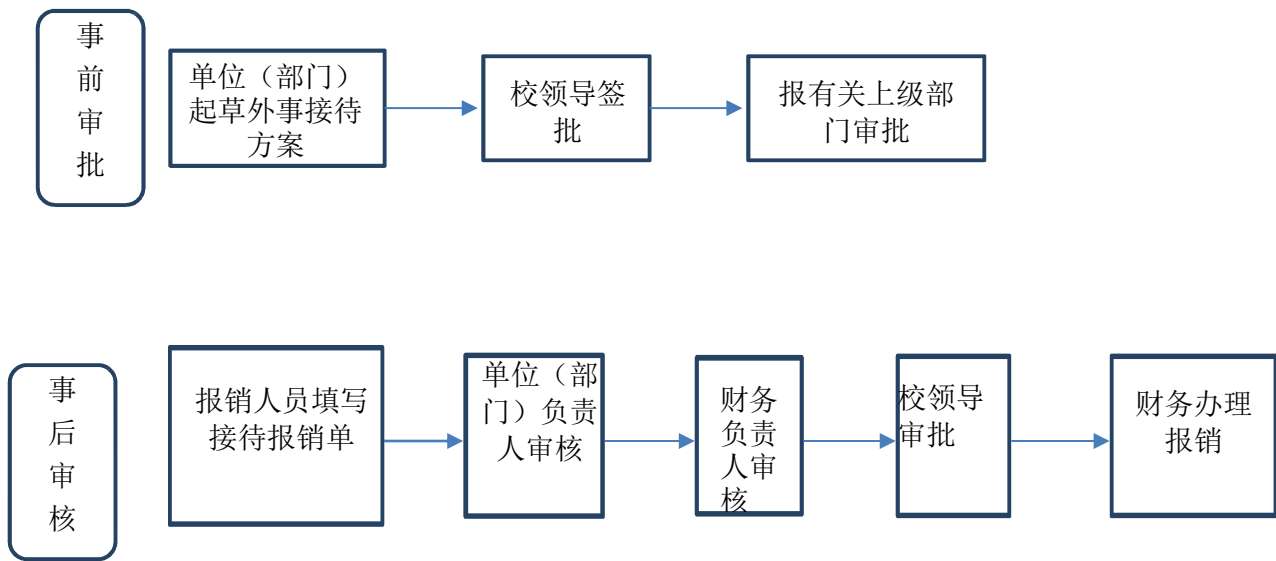 事
前
审
批
单位（部门）
起草外事接待
方案
校领导签
批
报有关上级部
门审批
事
后
审
核
报销人员填写
接待报销单
单位（部
门）负责
人审核
财务
负责
人审
核
校领导
审批
财务办理
报销